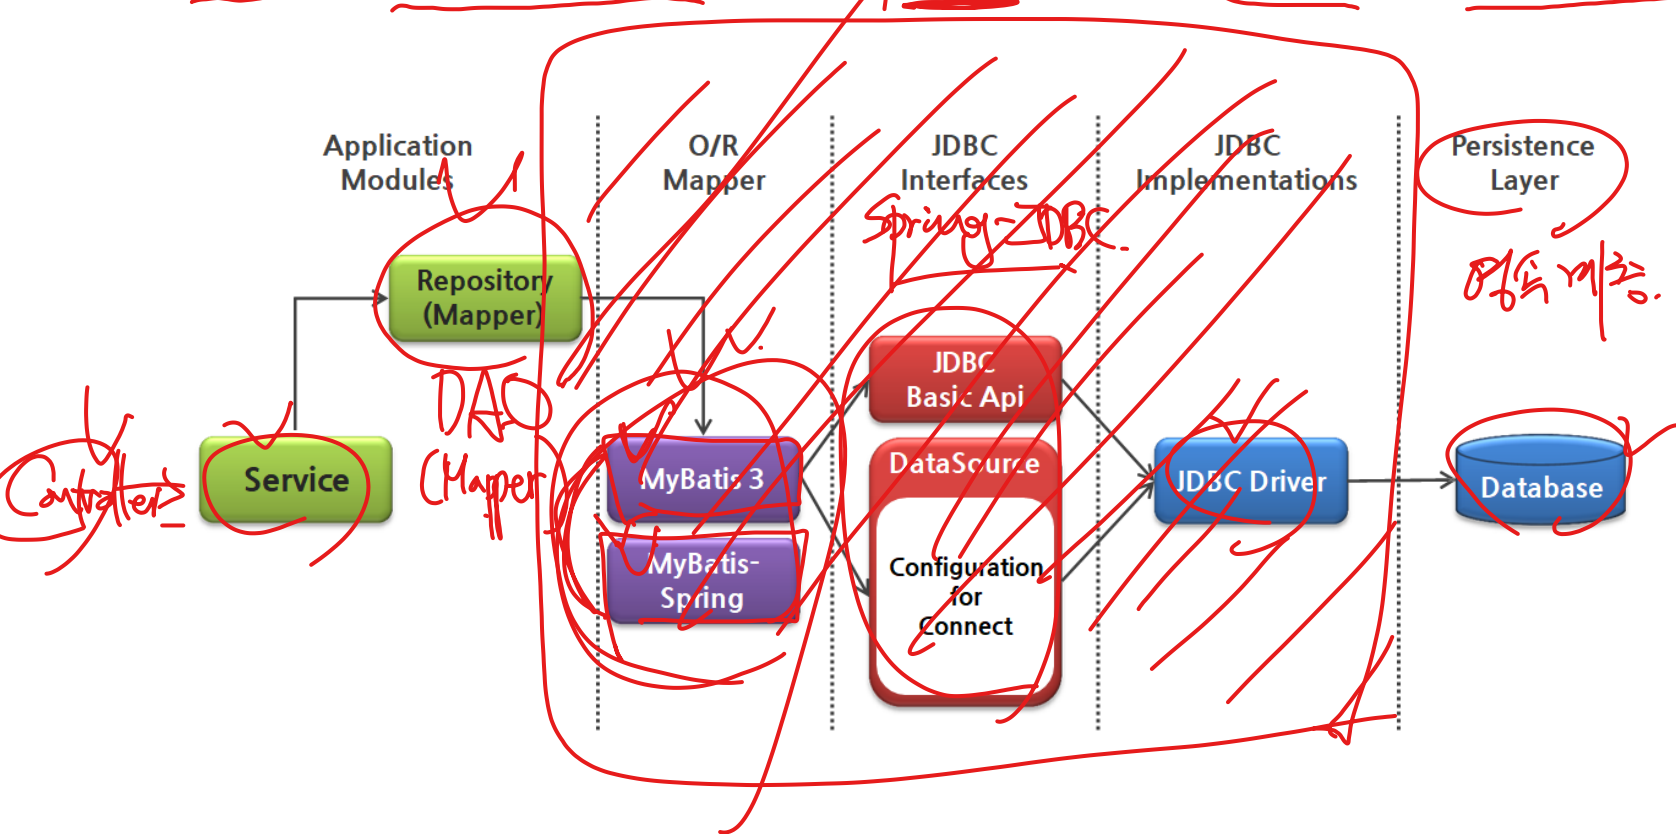 Application
Modules
O/R
Mapper
JDBC
Interfaces
JDBC
Implementations
Persistence
Layer
Spring-JDBC
영속 계층.
Repository
(Mapper)
DAO
(Mapper
Controller
Service
MyBatis 3
MyBatis-
Spring
JDBC
Basic Api
DataSource
Configuration
for
Connect
JDBC Driver
Database